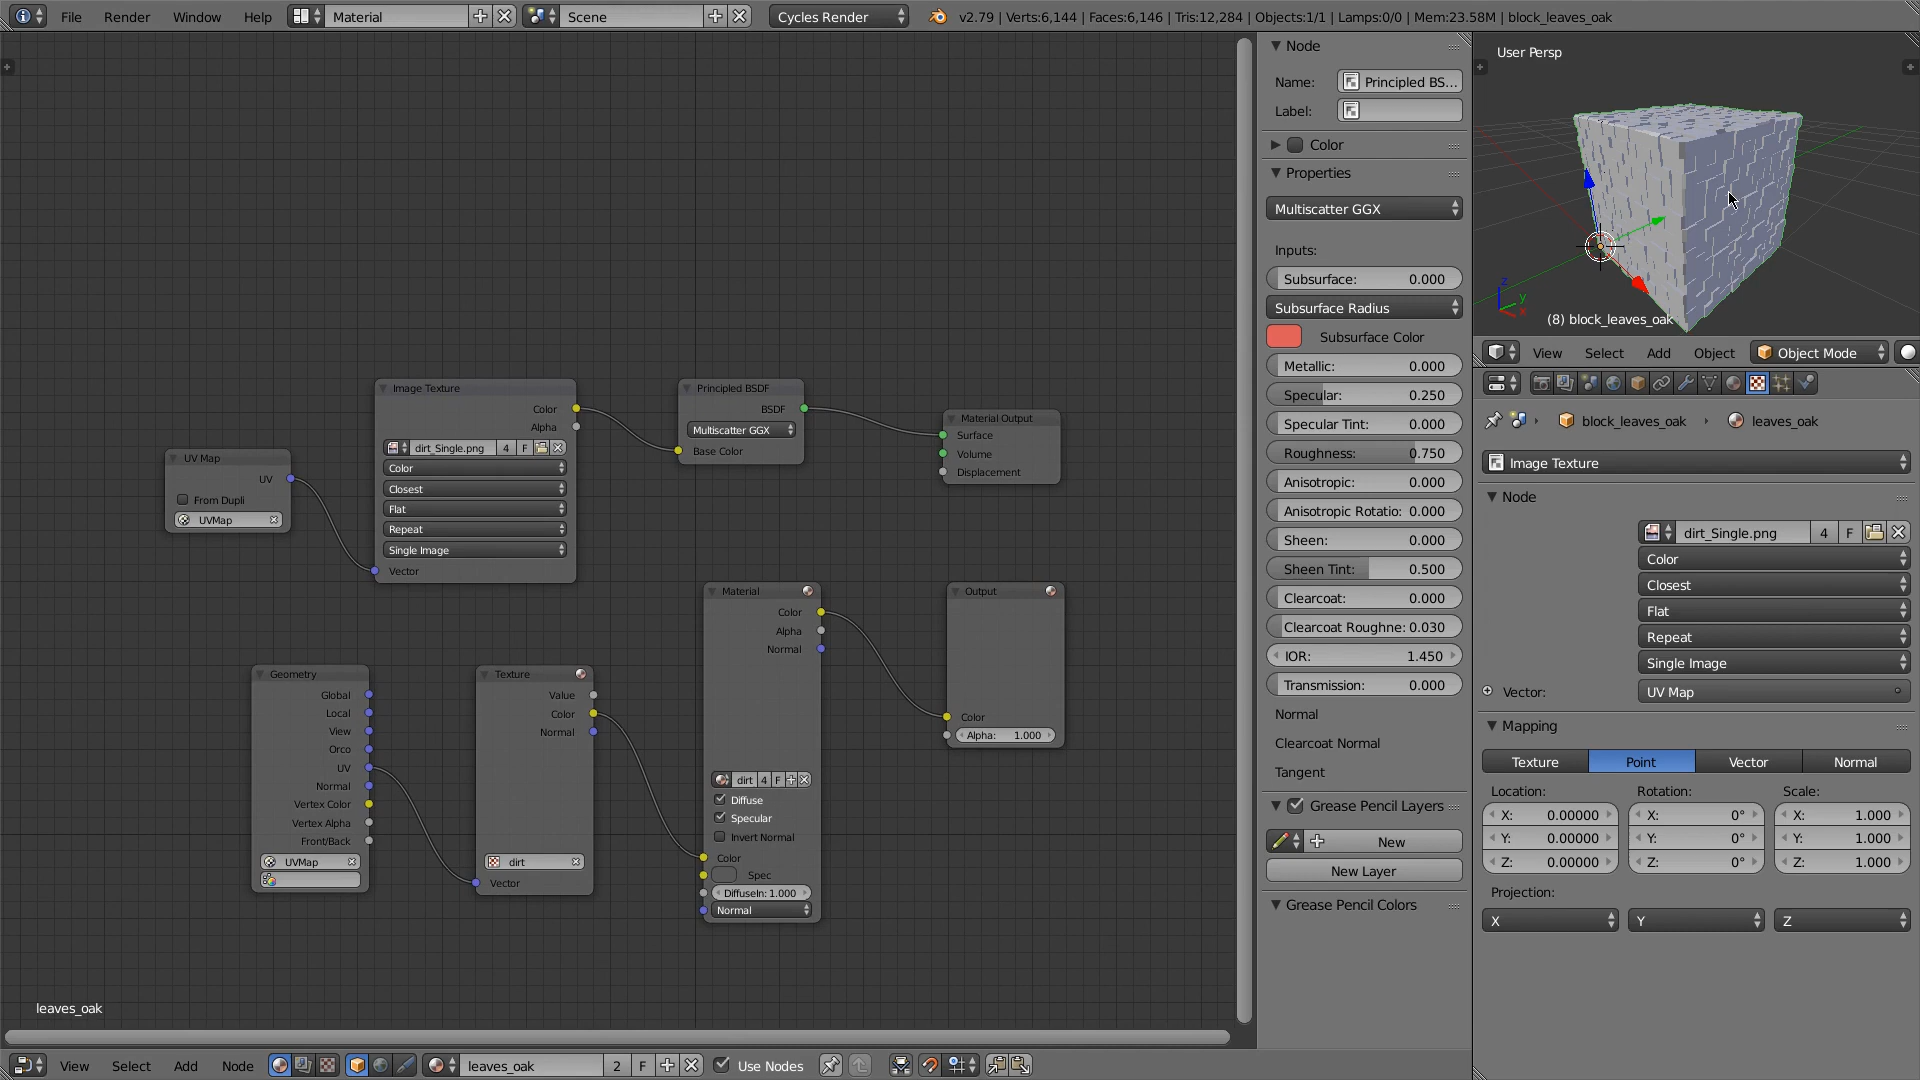 File Render Window Help Material Scene Cycles Render v2.79 | Verts:6,144 | Faces:6,146 | Tris:12,284 | Objects:1/1 | Lamps:0/0 | Mem:23.58M | block_leaves_oak
UV Map
UV
From Dupli
UVMap
Image Texture
Color
Alpha
dirt_Single.png 4 F
Color
Closest
Flat
Repeat
Single Image
Vector
Principled BSDF
BSDF
Multiscatter GGX
Base Color
Material Output
Surface
Volume
Displacement
Geometry
Global
Local
View
Orco
UV
Normal
Vertex Color
Vertex Alpha
Front/Back
UVMap
Texture
Value
Color
Normal
dirt
Vector
Material
Color
Alpha
Normal
dirt 4 F
Diffuse
Specular
Invert Normal
Color
Spec
DiffuseIn: 1.000
Normal
Output
Color
Alpha: 1.000
leaves_oak
View Select Add Node leaves_oak 2 F Use Nodes
Node
Name: Principled BS...
Label:
Color
Properties
Multiscatter GGX
Inputs:
Subsurface: 0.000
Subsurface Radius
Subsurface Color
Metallic: 0.000
Specular: 0.250
Specular Tint: 0.000
Roughness: 0.750
Anisotropic: 0.000
Anisotropic Rotatio: 0.000
Sheen: 0.000
Sheen Tint: 0.500
Clearcoat: 0.000
Clearcoat Roughne: 0.030
IOR: 1.450
Transmission: 0.000
Normal
Clearcoat Normal
Tangent
Grease Pencil Layers
New
New Layer
Grease Pencil Colors
User Persp
z
y
x
(8) block_leaves_oak
View Select Add Object Object Mode
block_leaves_oak leaves_oak
Image Texture
Node
dirt_Single.png 4 F
Color
Closest
Flat
Repeat
Single Image
Vector: UV Map
Mapping
Texture Point Vector Normal
Location: Rotation: Scale:
X: 0.00000 X: 0° X: 1.000
Y: 0.00000 Y: 0° Y: 1.000
Z: 0.00000 Z: 0° Z: 1.000
Projection:
X Y Z